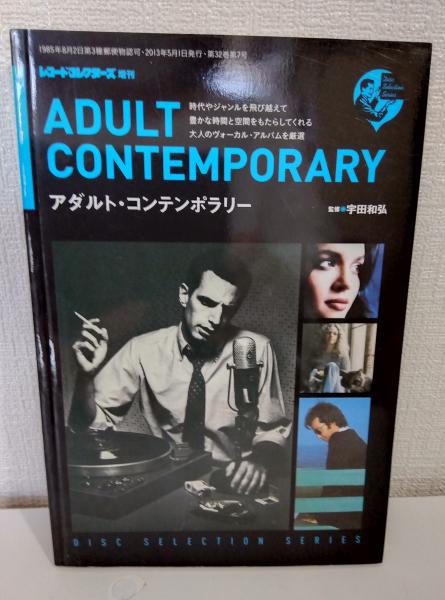 1985年8月2日第3種郵便物認可、2013年5月1日発行・第32巻第7号
レコード・コレクターズ 増刊
Disc
Selection
Series
ADULT
CONTEMPORARY
時代やジャンルを飛び越えて
豊かな時間と空間をもたらしてくれる
大人のヴォーカル・アルバムを厳選
アダルト・コンテンポラリー
監修●宇田和弘
DISC SELECTION SERIES